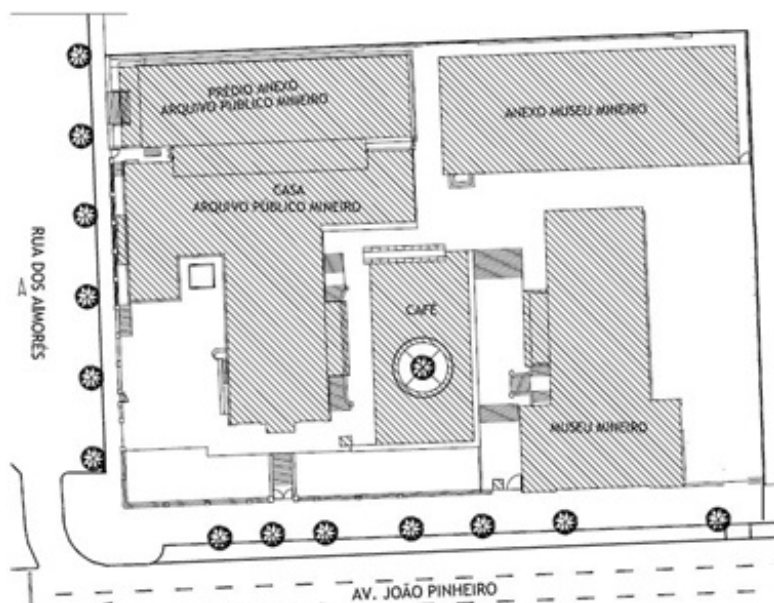 PRÉDIO ANEXO
ARQUIVO PÚBLICO MINEIRO
ANEXO MUSEU MINEIRO
CASA
ARQUIVO PÚBLICO MINEIRO
RUA DOS AIMORÉS
CAFÉ
MUSEU MINEIRO
AV. JOÃO PINHEIRO